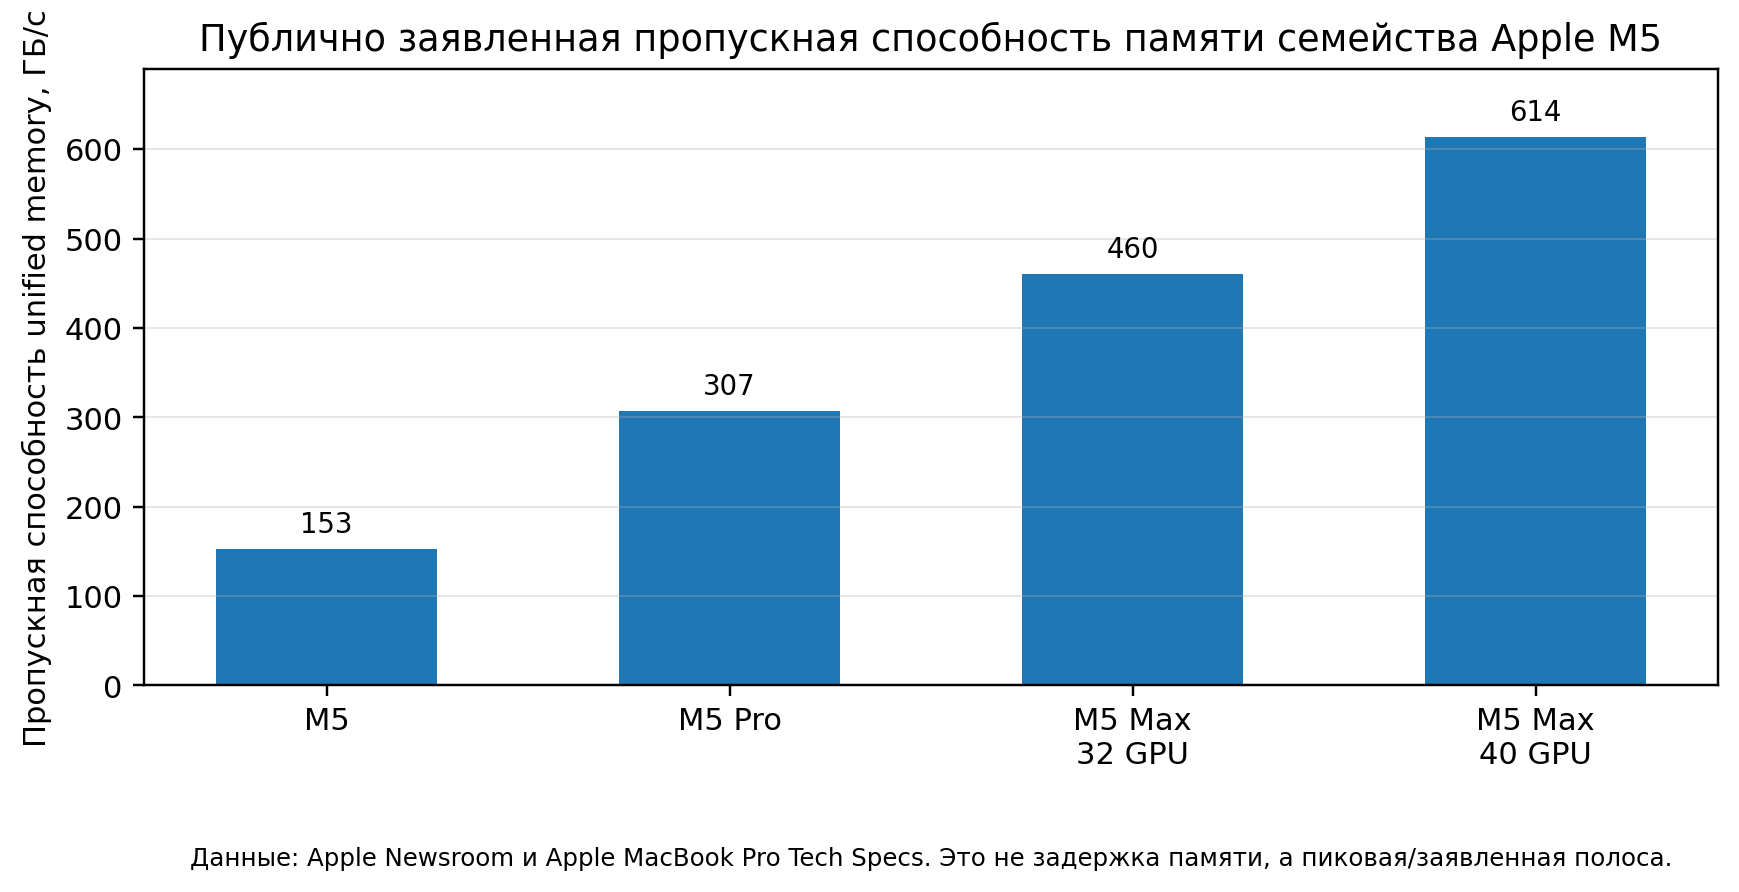 Публично заявленная пропускная способность памяти семейства Apple M5
Пропускная способность unified memory, ГБ/с
600
500
400
300
200
100
0
153
307
460
614
M5
M5 Pro
M5 Max
32 GPU
M5 Max
40 GPU
Данные: Apple Newsroom и Apple MacBook Pro Tech Specs. Это не задержка памяти, а пиковая/заявленная полоса.